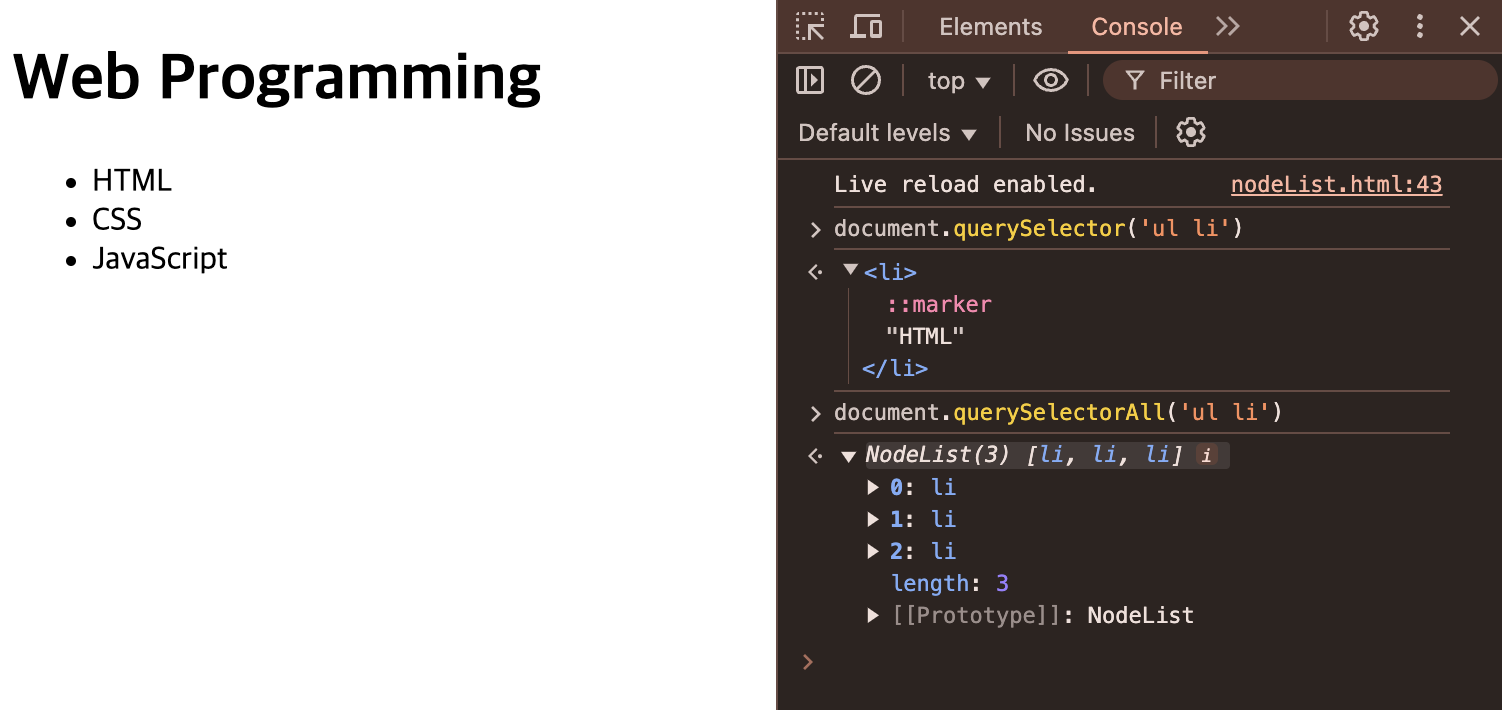 Web Programming
HTML
CSS
JavaScript
Elements Console
top Filter
Default levels No Issues
Live reload enabled. nodeList.html:43
document.querySelector('ul li')
<li>
::marker
"HTML"
</li>
document.querySelectorAll('ul li')
NodeList(3) [li, li, li] i
0: li
1: li
2: li
length: 3
[[Prototype]]: NodeList